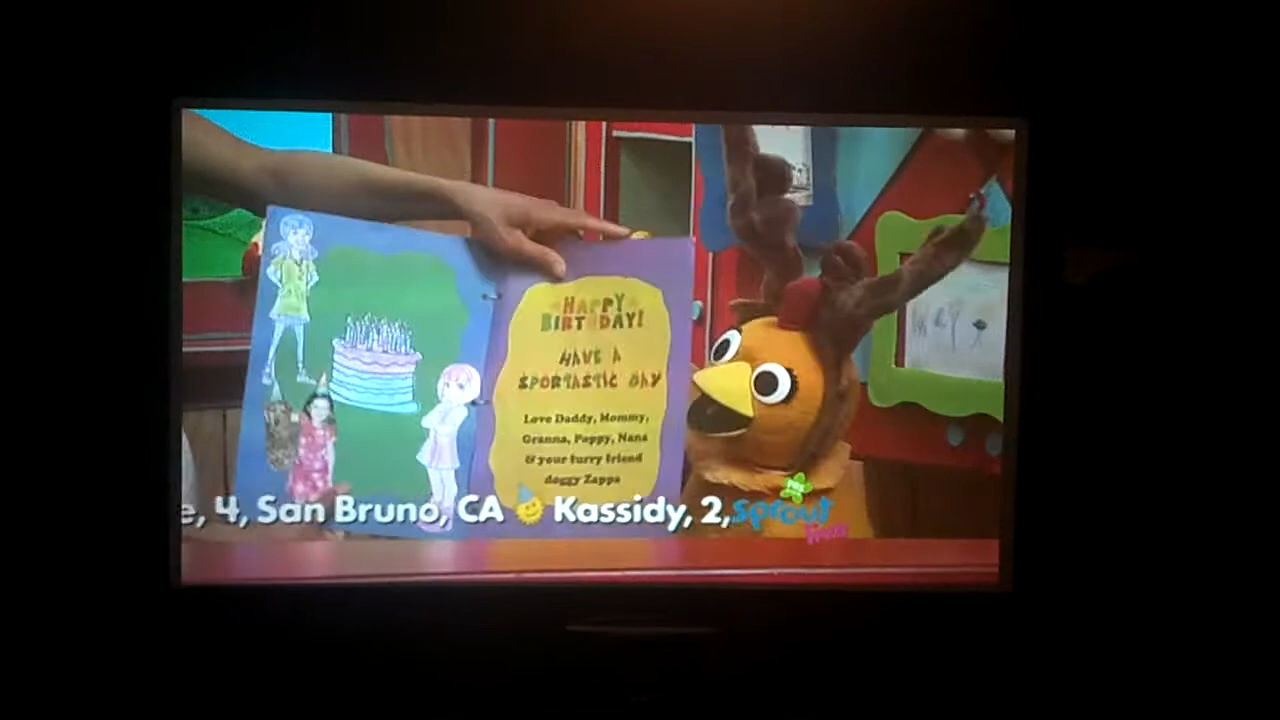 HAPPY
BIRTHDAY!
HAVE A
SPORTASTIC DAY
Love Daddy, Mommy,
Granna, Poppy, Nana
& your furry friend
doggy Zappa
e, 4, San Bruno, CA Kassidy, 2,
PBS
sprout